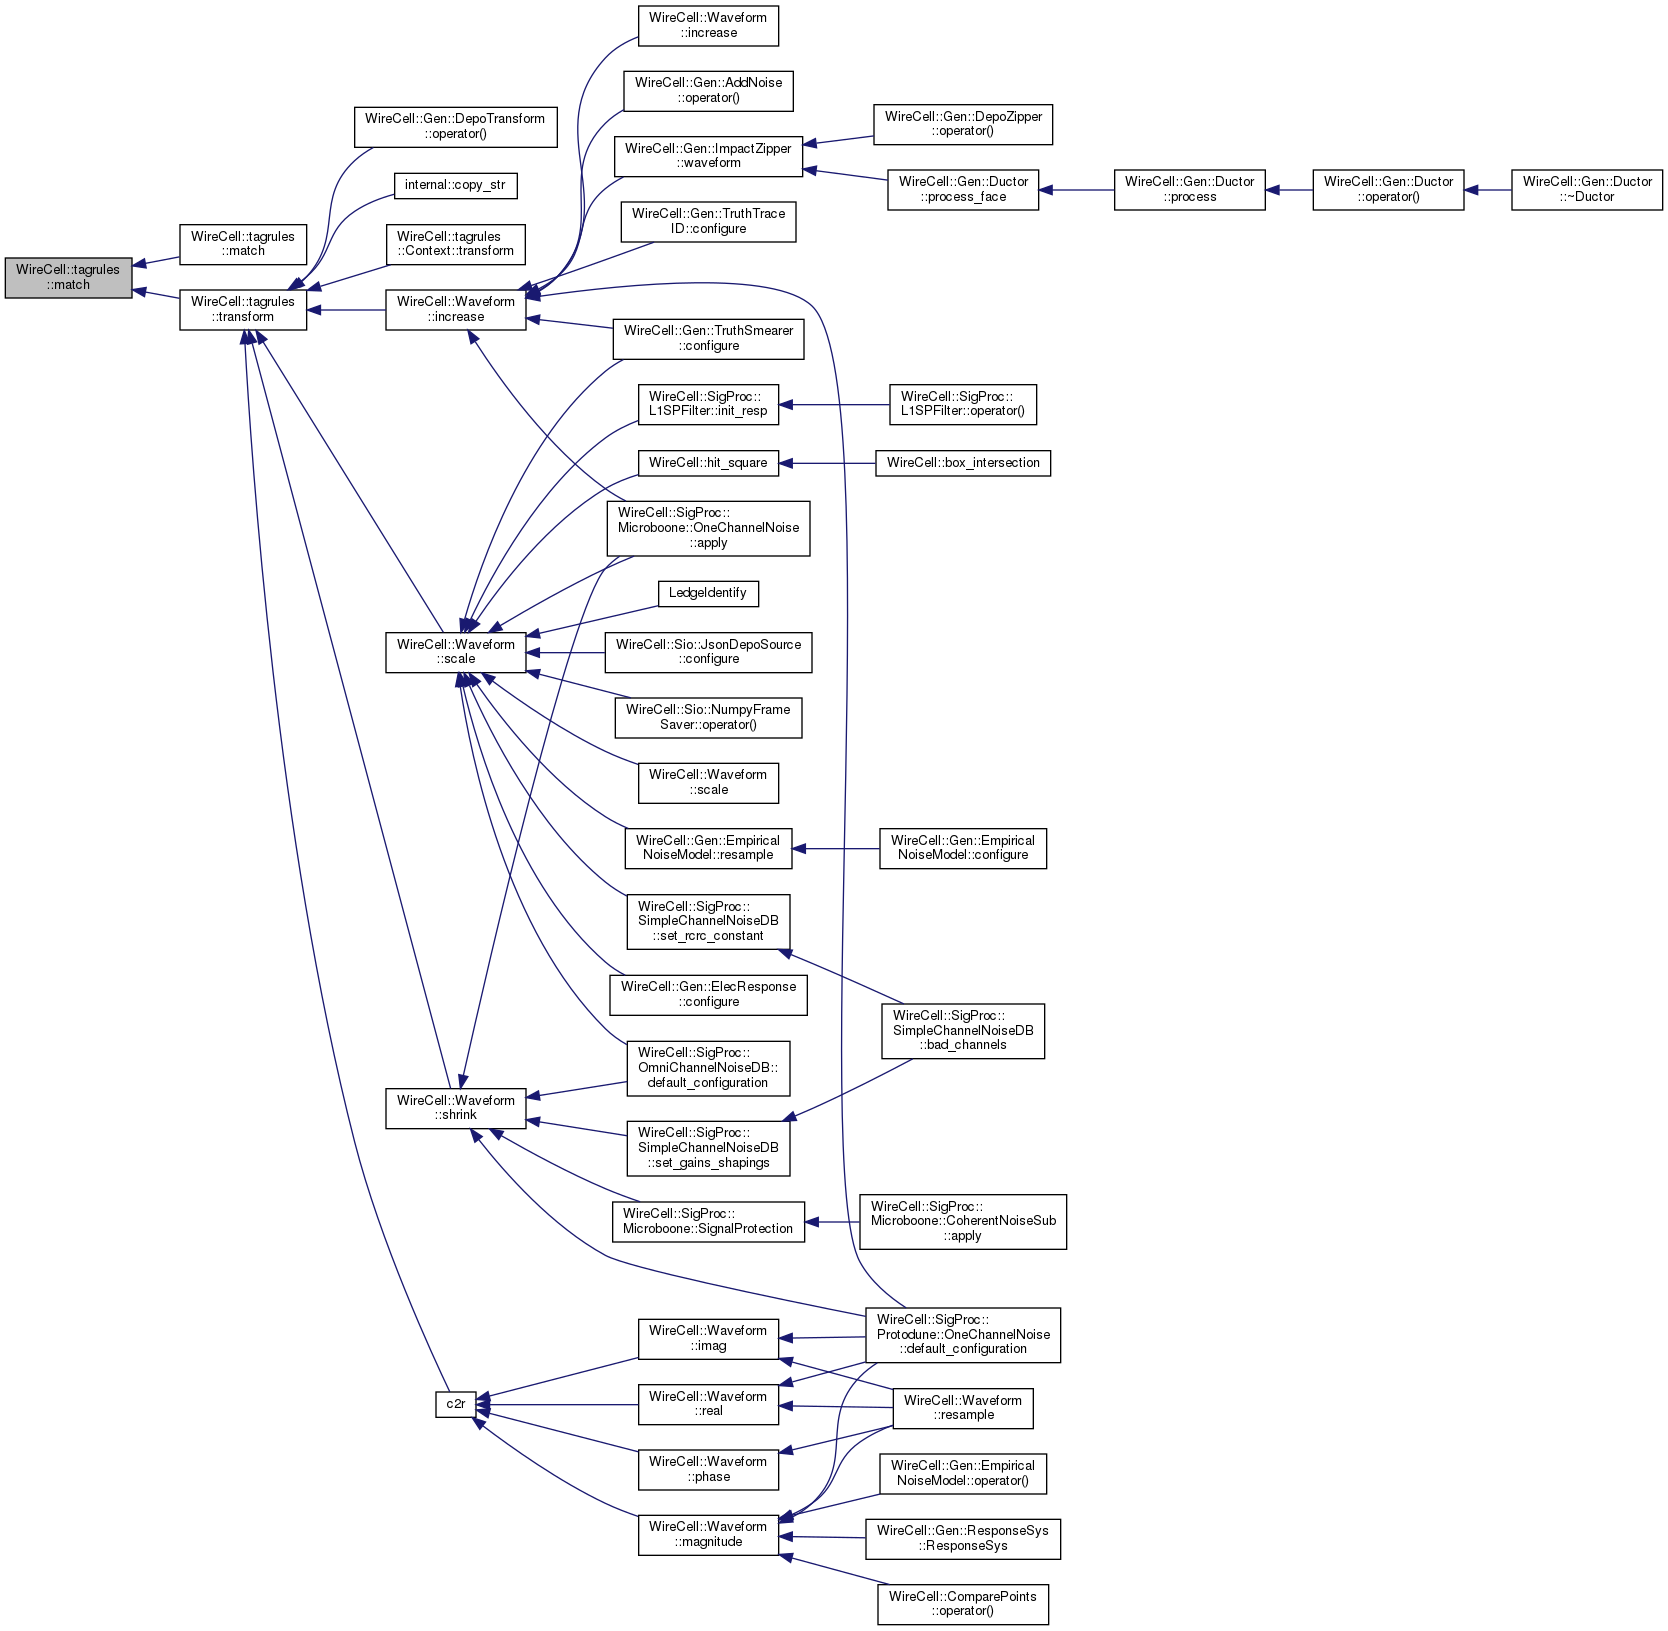 WireCell::Waveform
::increase
WireCell::Gen::AddNoise
::operator()
WireCell::Gen::DepoTransform
::operator()
WireCell::Gen::DepoZipper
::operator()
WireCell::Gen::ImpactZipper
::waveform
internal::copy_str
WireCell::Gen::Ductor
::process_face
WireCell::Gen::Ductor
::process
WireCell::Gen::Ductor
::operator()
WireCell::Gen::Ductor
::~Ductor
WireCell::Gen::TruthTrace
ID::configure
WireCell::tagrules
::match
WireCell::tagrules
::Context::transform
WireCell::tagrules
::match
WireCell::tagrules
::transform
WireCell::Waveform
::increase
WireCell::Gen::TruthSmearer
::configure
WireCell::SigProc::
L1SPFilter::init_resp
WireCell::SigProc::
L1SPFilter::operator()
WireCell::hit_square
WireCell::box_intersection
WireCell::SigProc::
Microboone::OneChannelNoise
::apply
LedgeIdentify
WireCell::Waveform
::scale
WireCell::Sio::JsonDepoSource
::configure
WireCell::Sio::NumpyFrame
Saver::operator()
WireCell::Waveform
::scale
WireCell::Gen::Empirical
NoiseModel::resample
WireCell::Gen::Empirical
NoiseModel::configure
WireCell::SigProc::
SimpleChannelNoiseDB
::set_rcrc_constant
WireCell::Gen::ElecResponse
::configure
WireCell::SigProc::
SimpleChannelNoiseDB
::bad_channels
WireCell::SigProc::
OmniChannelNoiseDB::
default_configuration
WireCell::Waveform
::shrink
WireCell::SigProc::
SimpleChannelNoiseDB
::set_gains_shapings
WireCell::SigProc::
Microboone::SignalProtection
WireCell::SigProc::
Microboone::CoherentNoiseSub
::apply
WireCell::Waveform
::imag
WireCell::SigProc::
Protodune::OneChannelNoise
::default_configuration
c2r
WireCell::Waveform
::real
WireCell::Waveform
::resample
WireCell::Waveform
::phase
WireCell::Gen::Empirical
NoiseModel::operator()
WireCell::Waveform
::magnitude
WireCell::Gen::ResponseSys
::ResponseSys
WireCell::ComparePoints
::operator()